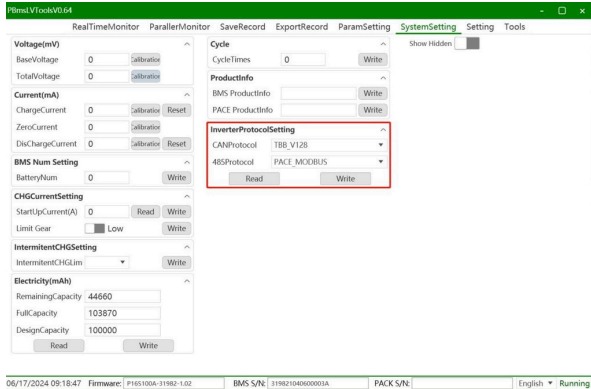 PBmsLVToolsV0.64
RealTimeMonitor ParallerMonitor SaveRecord ExportRecord ParamSetting SystemSetting Setting Tools
Voltage(mV)
BaseVoltage 0 Calibration
TotalVoltage 0 Calibration
Current(mA)
ChargeCurrent 0 Calibration Reset
ZeroCurrent 0 Calibration
DisChargeCurrent 0 Calibration Reset
BMS Num Setting
BatteryNum 0 Write
CHGCurrentSetting
StartUpCurrent(A) 0 Read Write
Limit Gear Low Write
IntermitentCHGSetting
IntermitentCHGLim Write
Electricity(mAh)
RemainingCapacity 44660
FullCapacity 103870
DesignCapacity 100000
Read Write
Cycle
CycleTimes 0 Write
ProductInfo
BMS ProductInfo Write
PACE ProductInfo Write
InverterProtocolSetting
CANProtocol TBB_V128
485Protocol PACE_MODBUS
Read Write
Show Hidden
06/17/2024 09:18:47 Firmware: P16S100A-31982-1.02 BMS S/N: 319821040600003A PACK S/N: English Running